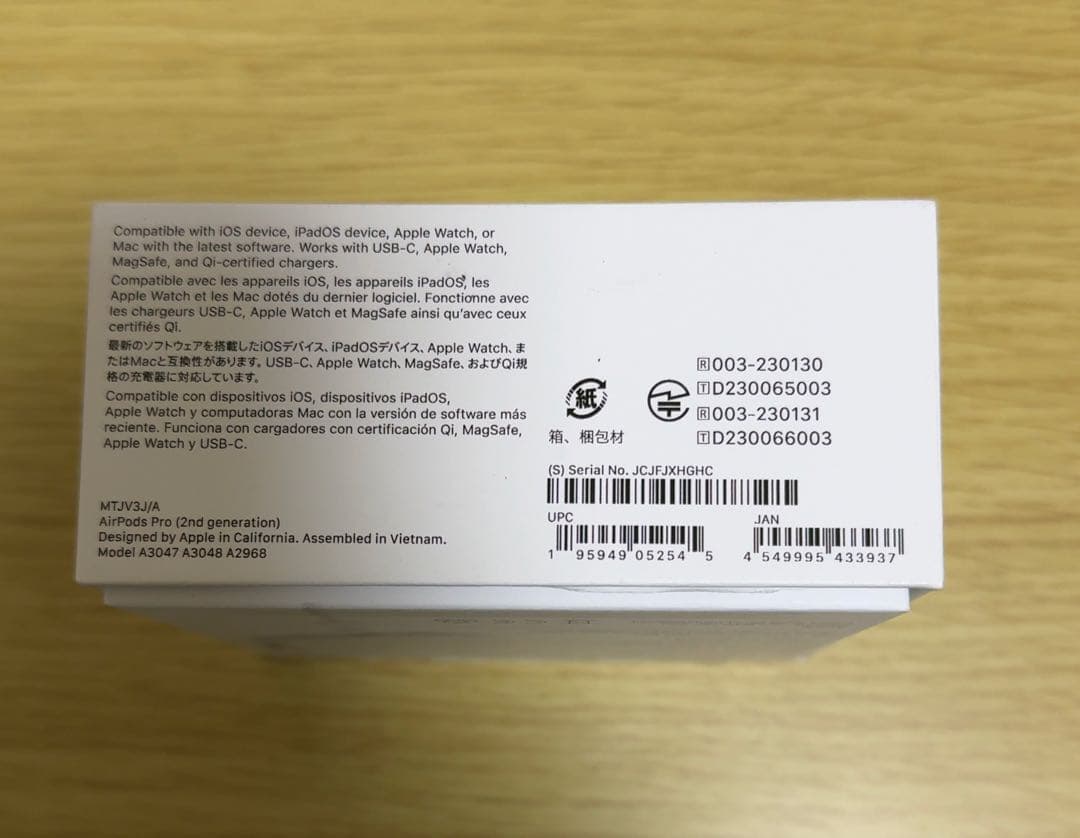 Compatible with iOS device, iPadOS device, Apple Watch, or
Mac with the latest software. Works with USB-C, Apple Watch,
MagSafe, and Qi-certified chargers.
Compatible avec les appareils iOS, les appareils iPadOS, les
Apple Watch et les Mac dotés du dernier logiciel. Fonctionne avec
les chargeurs USB-C, Apple Watch et MagSafe ainsi qu'avec ceux
certifiés Qi.
最新のソフトウェアを搭載したiOSデバイス、iPadOSデバイス、Apple Watch、ま
たはMacと互換性があります。USB-C、Apple Watch、MagSafe、およびQi規
格の充電器に対応しています。
Compatible con dispositivos iOS, dispositivos iPadOS,
Apple Watch y computadoras Mac con la versión de software más
reciente. Funciona con cargadores con certificación Qi, MagSafe,
Apple Watch y USB-C.
MTJV3J/A
AirPods Pro (2nd generation)
Designed by Apple in California. Assembled in Vietnam.
Model A3047 A3048 A2968
紙
箱、梱包材
R 003-230130
T D230065003
R 003-230131
T D230066003
(S) Serial No. JCJFJXHGHC
UPC
1 95949 05254 5
JAN
4 549995 433937